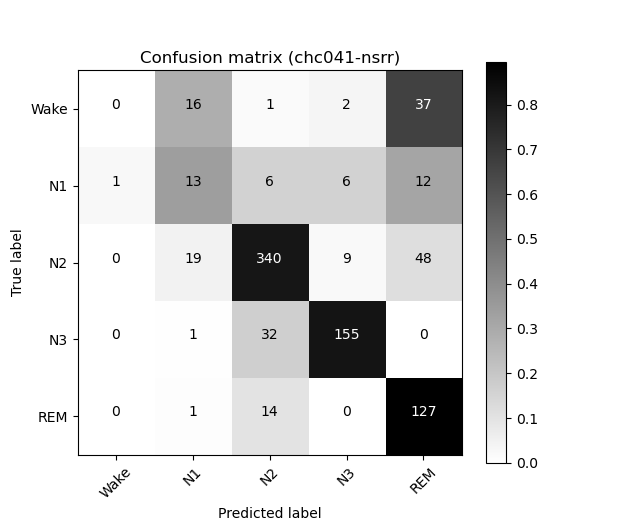 Confusion matrix (chc041-nsrr)
True label
Wake 0 16 1 2 37
N1 1 13 6 6 12
N2 0 19 340 9 48
N3 0 1 32 155 0
REM 0 1 14 0 127
Wake N1 N2 N3 REM
Predicted label
0.8
0.7
0.6
0.5
0.4
0.3
0.2
0.1
0.0